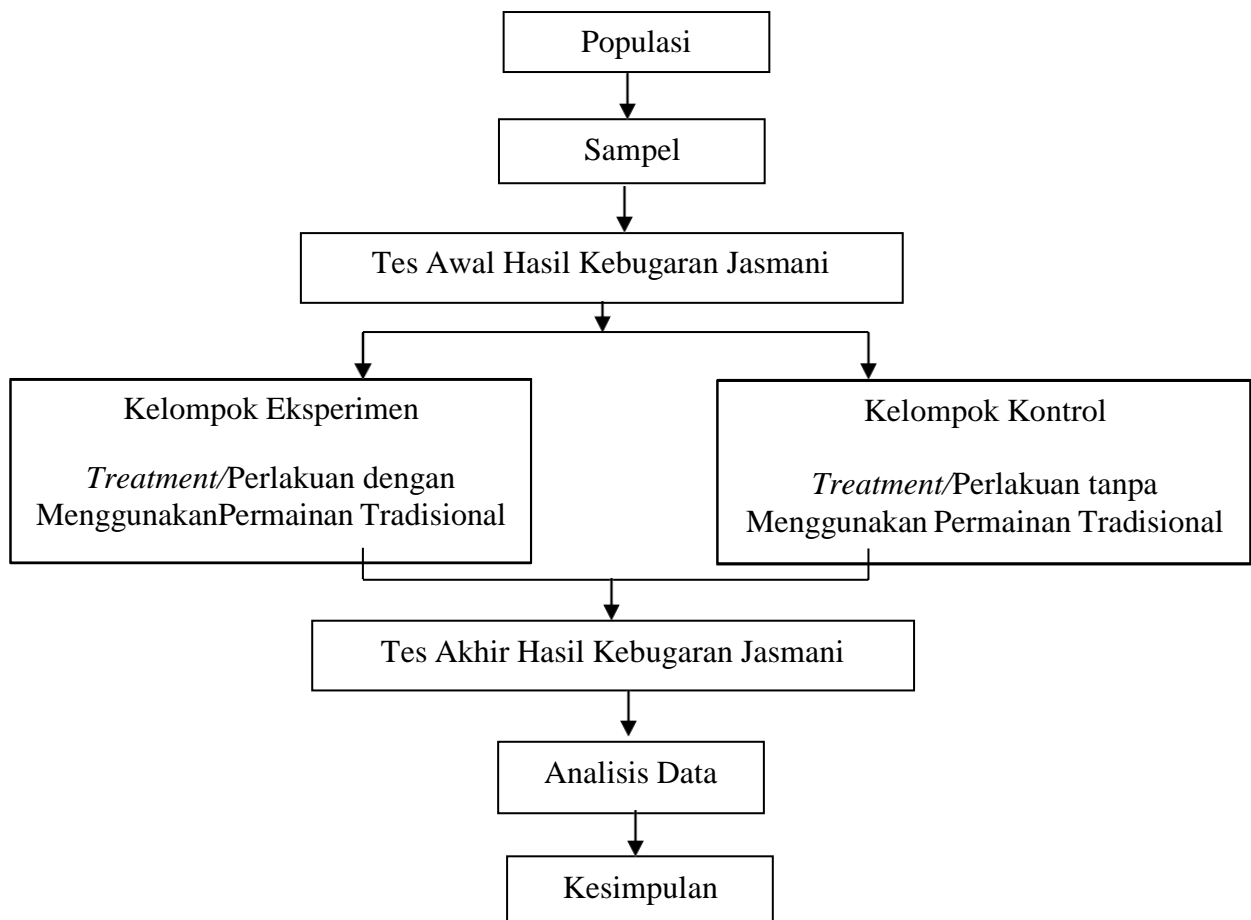 Populasi
Sampel
Tes Awal Hasil Kebugaran Jasmani
Kelompok Eksperimen
Treatment/Perlakuan dengan
MenggunakanPermainan Tradisional
Kelompok Kontrol
Treatment/Perlakuan tanpa
Menggunakan Permainan Tradisional
Tes Akhir Hasil Kebugaran Jasmani
Analisis Data
Kesimpulan